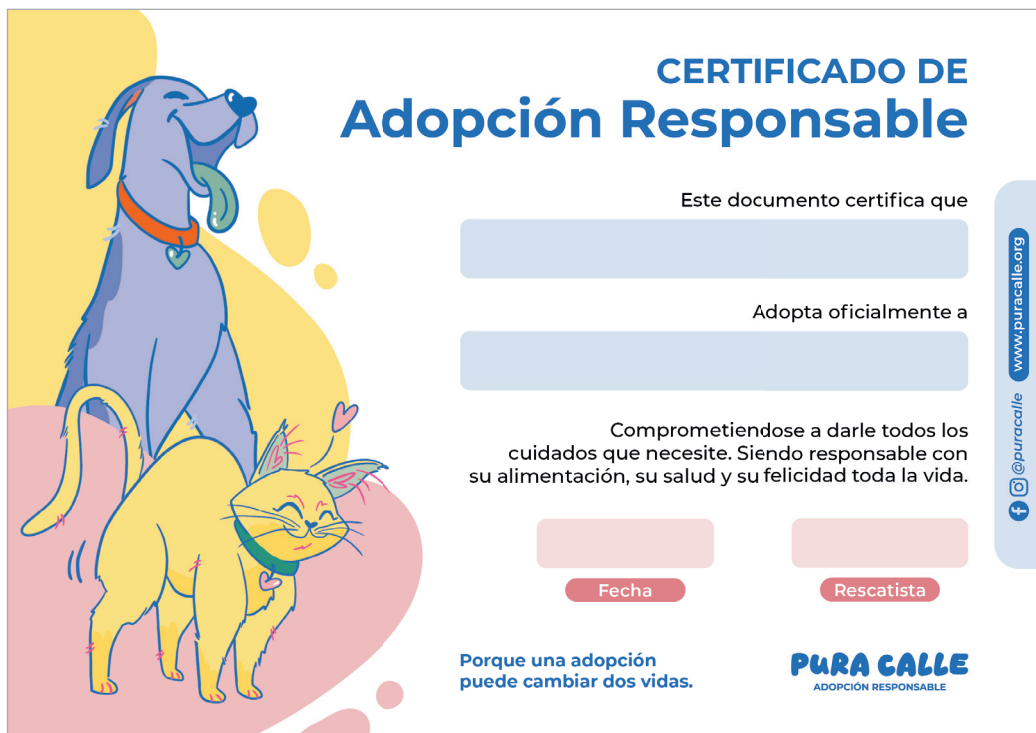 CERTIFICADO DE
Adopción Responsable
Este documento certifica que
Adopta oficialmente a
Comprometiendose a darle todos los
cuidados que necesite. Siendo responsable con
su alimentación, su salud y su felicidad toda la vida.
Fecha
Rescatista
Porque una adopción
puede cambiar dos vidas.
PURA CALLE
ADOPCIÓN RESPONSABLE
@puracalle
www.puracalle.org